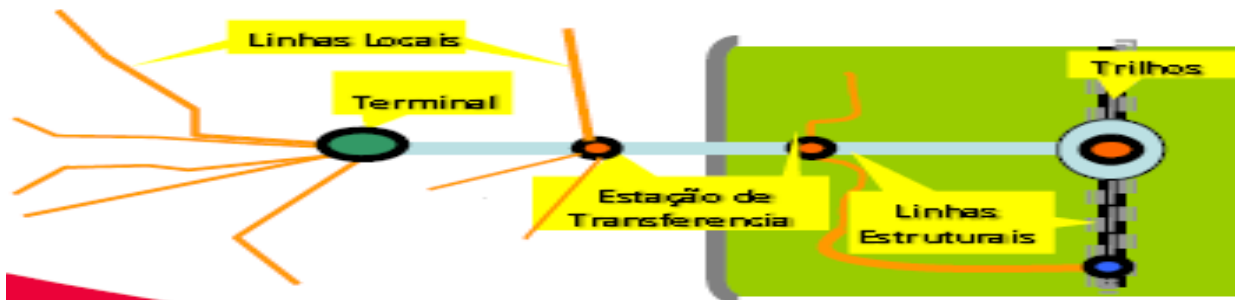 Linhas Locais
Terminal
Trilhos
Estação de
Transferencia
Linhas
Estruturais